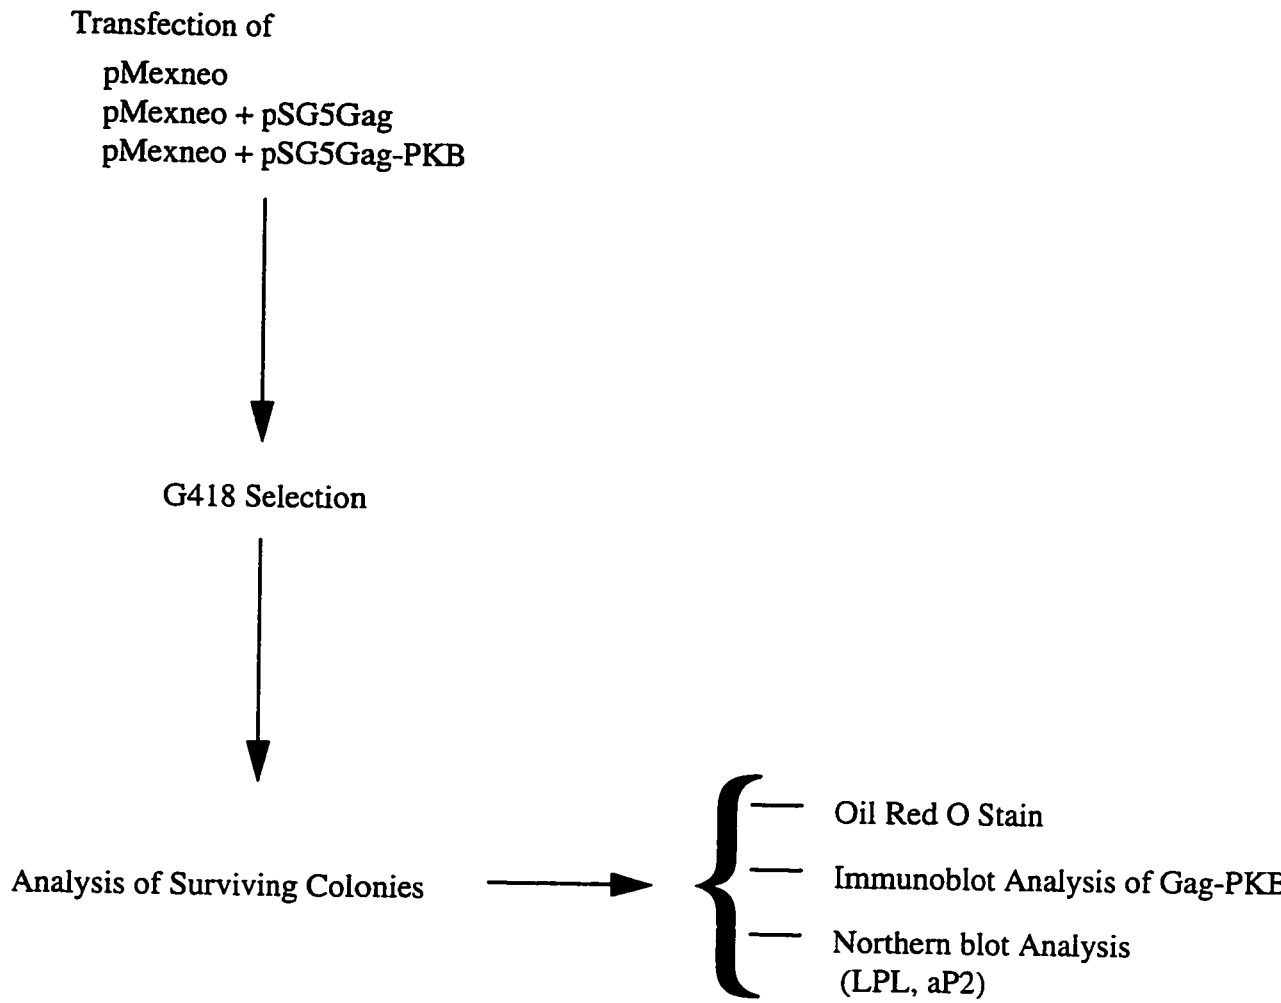 Transfection of
pMexneo
pMexneo + pSG5Gag
pMexneo + pSG5Gag-PKB
G418 Selection
Analysis of Surviving Colonies
Oil Red O Stain
Immunoblot Analysis of Gag-PKB
Northern blot Analysis
(LPL, aP2)